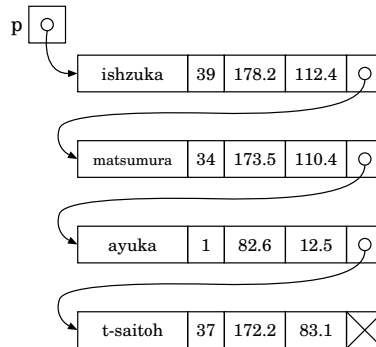 p
ishzuka 39 178.2 112.4
matsumura 34 173.5 110.4
ayuka 1 82.6 12.5
t-saitoh 37 172.2 83.1